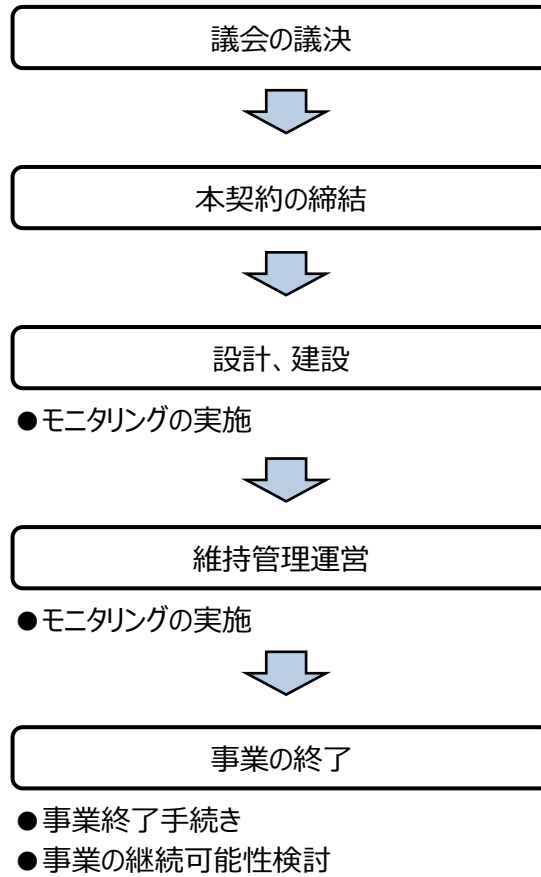 議会の議決
本契約の締結
設計、建設
●モニタリングの実施
維持管理運営
●モニタリングの実施
事業の終了
●事業終了手続き
●事業の継続可能性検討